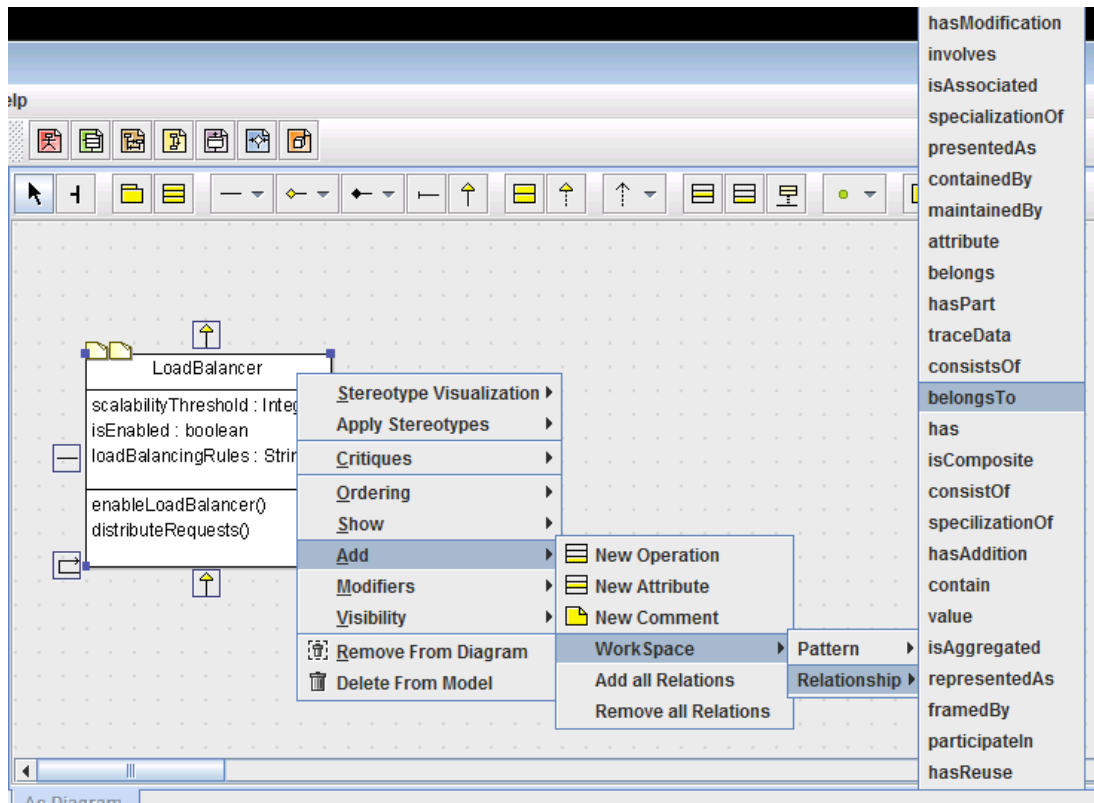 elp
LoadBalancer
scalabilityThreshold : Integ
isEnabled : boolean
loadBalancingRules : Strin
enableLoadBalancer()
distributeRequests()
Stereotype Visualization
Apply Stereotypes
Critiques
Ordering
Show
Add
Modifiers
Visibility
Remove From Diagram
Delete From Model
New Operation
New Attribute
New Comment
WorkSpace
Add all Relations
Remove all Relations
Pattern
Relationship
hasModification
involves
isAssociated
specializationOf
presentedAs
containedBy
maintainedBy
attribute
belongs
hasPart
traceData
consistsOf
belongsTo
has
isComposite
consistOf
specilizationOf
hasAddition
contain
value
isAggregated
representedAs
framedBy
participateIn
hasReuse
As Diagram